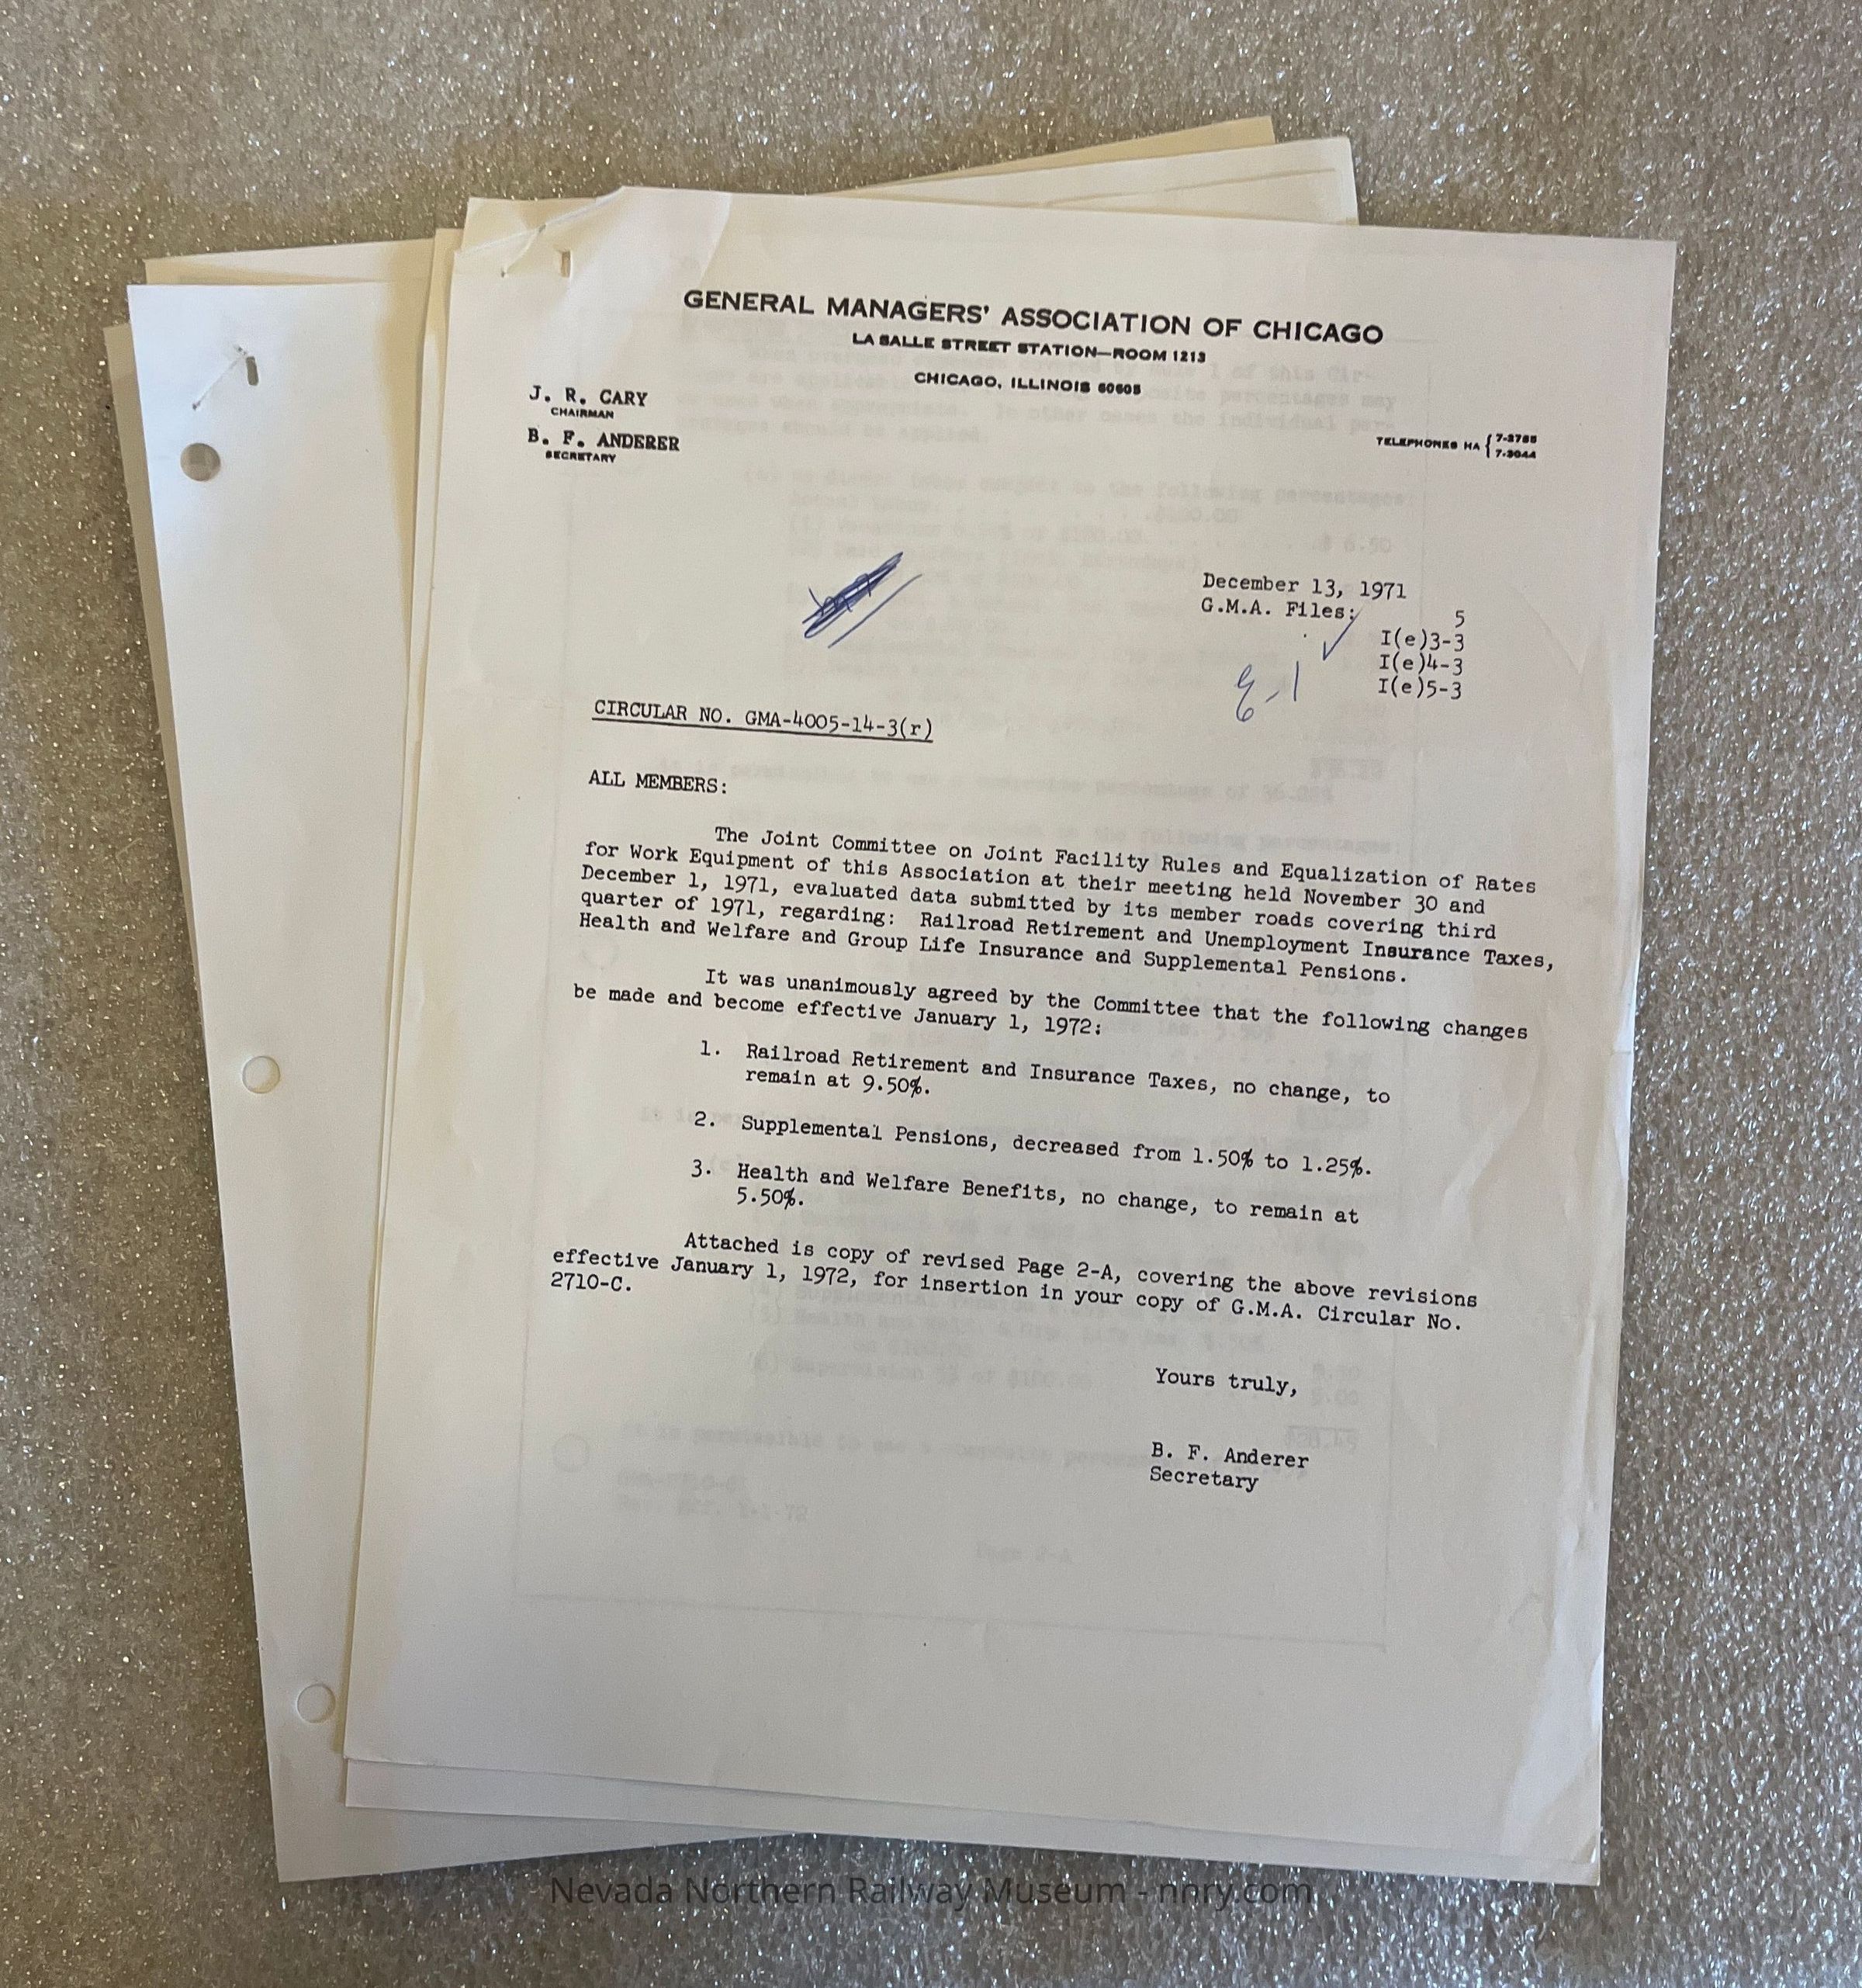 GENERAL MANAGERS' ASSOCIATION OF CHICAGO
LA SALLE STREET STATION—ROOM 1213
CHICAGO, ILLINOIS 60605
J. R. CARY
CHAIRMAN
B. F. ANDERER
SECRETARY
TELEPHONES HA { 7-3785
7-3044
December 13, 1971
G.M.A. Files:
5
I(e)3-3
I(e)4-3
I(e)5-3
CIRCULAR NO. GMA-4005-14-3(r)
ALL MEMBERS:
The Joint Committee on Joint Facility Rules and Equalization of Rates
for Work Equipment of this Association at their meeting held November 30 and
December 1, 1971, evaluated data submitted by its member roads covering third
quarter of 1971, regarding: Railroad Retirement and Unemployment Insurance Taxes,
Health and Welfare and Group Life Insurance and Supplemental Pensions.
It was unanimously agreed by the Committee that the following changes
be made and become effective January 1, 1972:
1. Railroad Retirement and Insurance Taxes, no change, to
remain at 9.50%.
2. Supplemental Pensions, decreased from 1.50% to 1.25%.
3. Health and Welfare Benefits, no change, to remain at
5.50%.
Attached is copy of revised Page 2-A, covering the above revisions
effective January 1, 1972, for insertion in your copy of G.M.A. Circular No.
2710-C.
Yours truly,
B. F. Anderer
Secretary
Nevada Northern Railway Museum - nnry.com